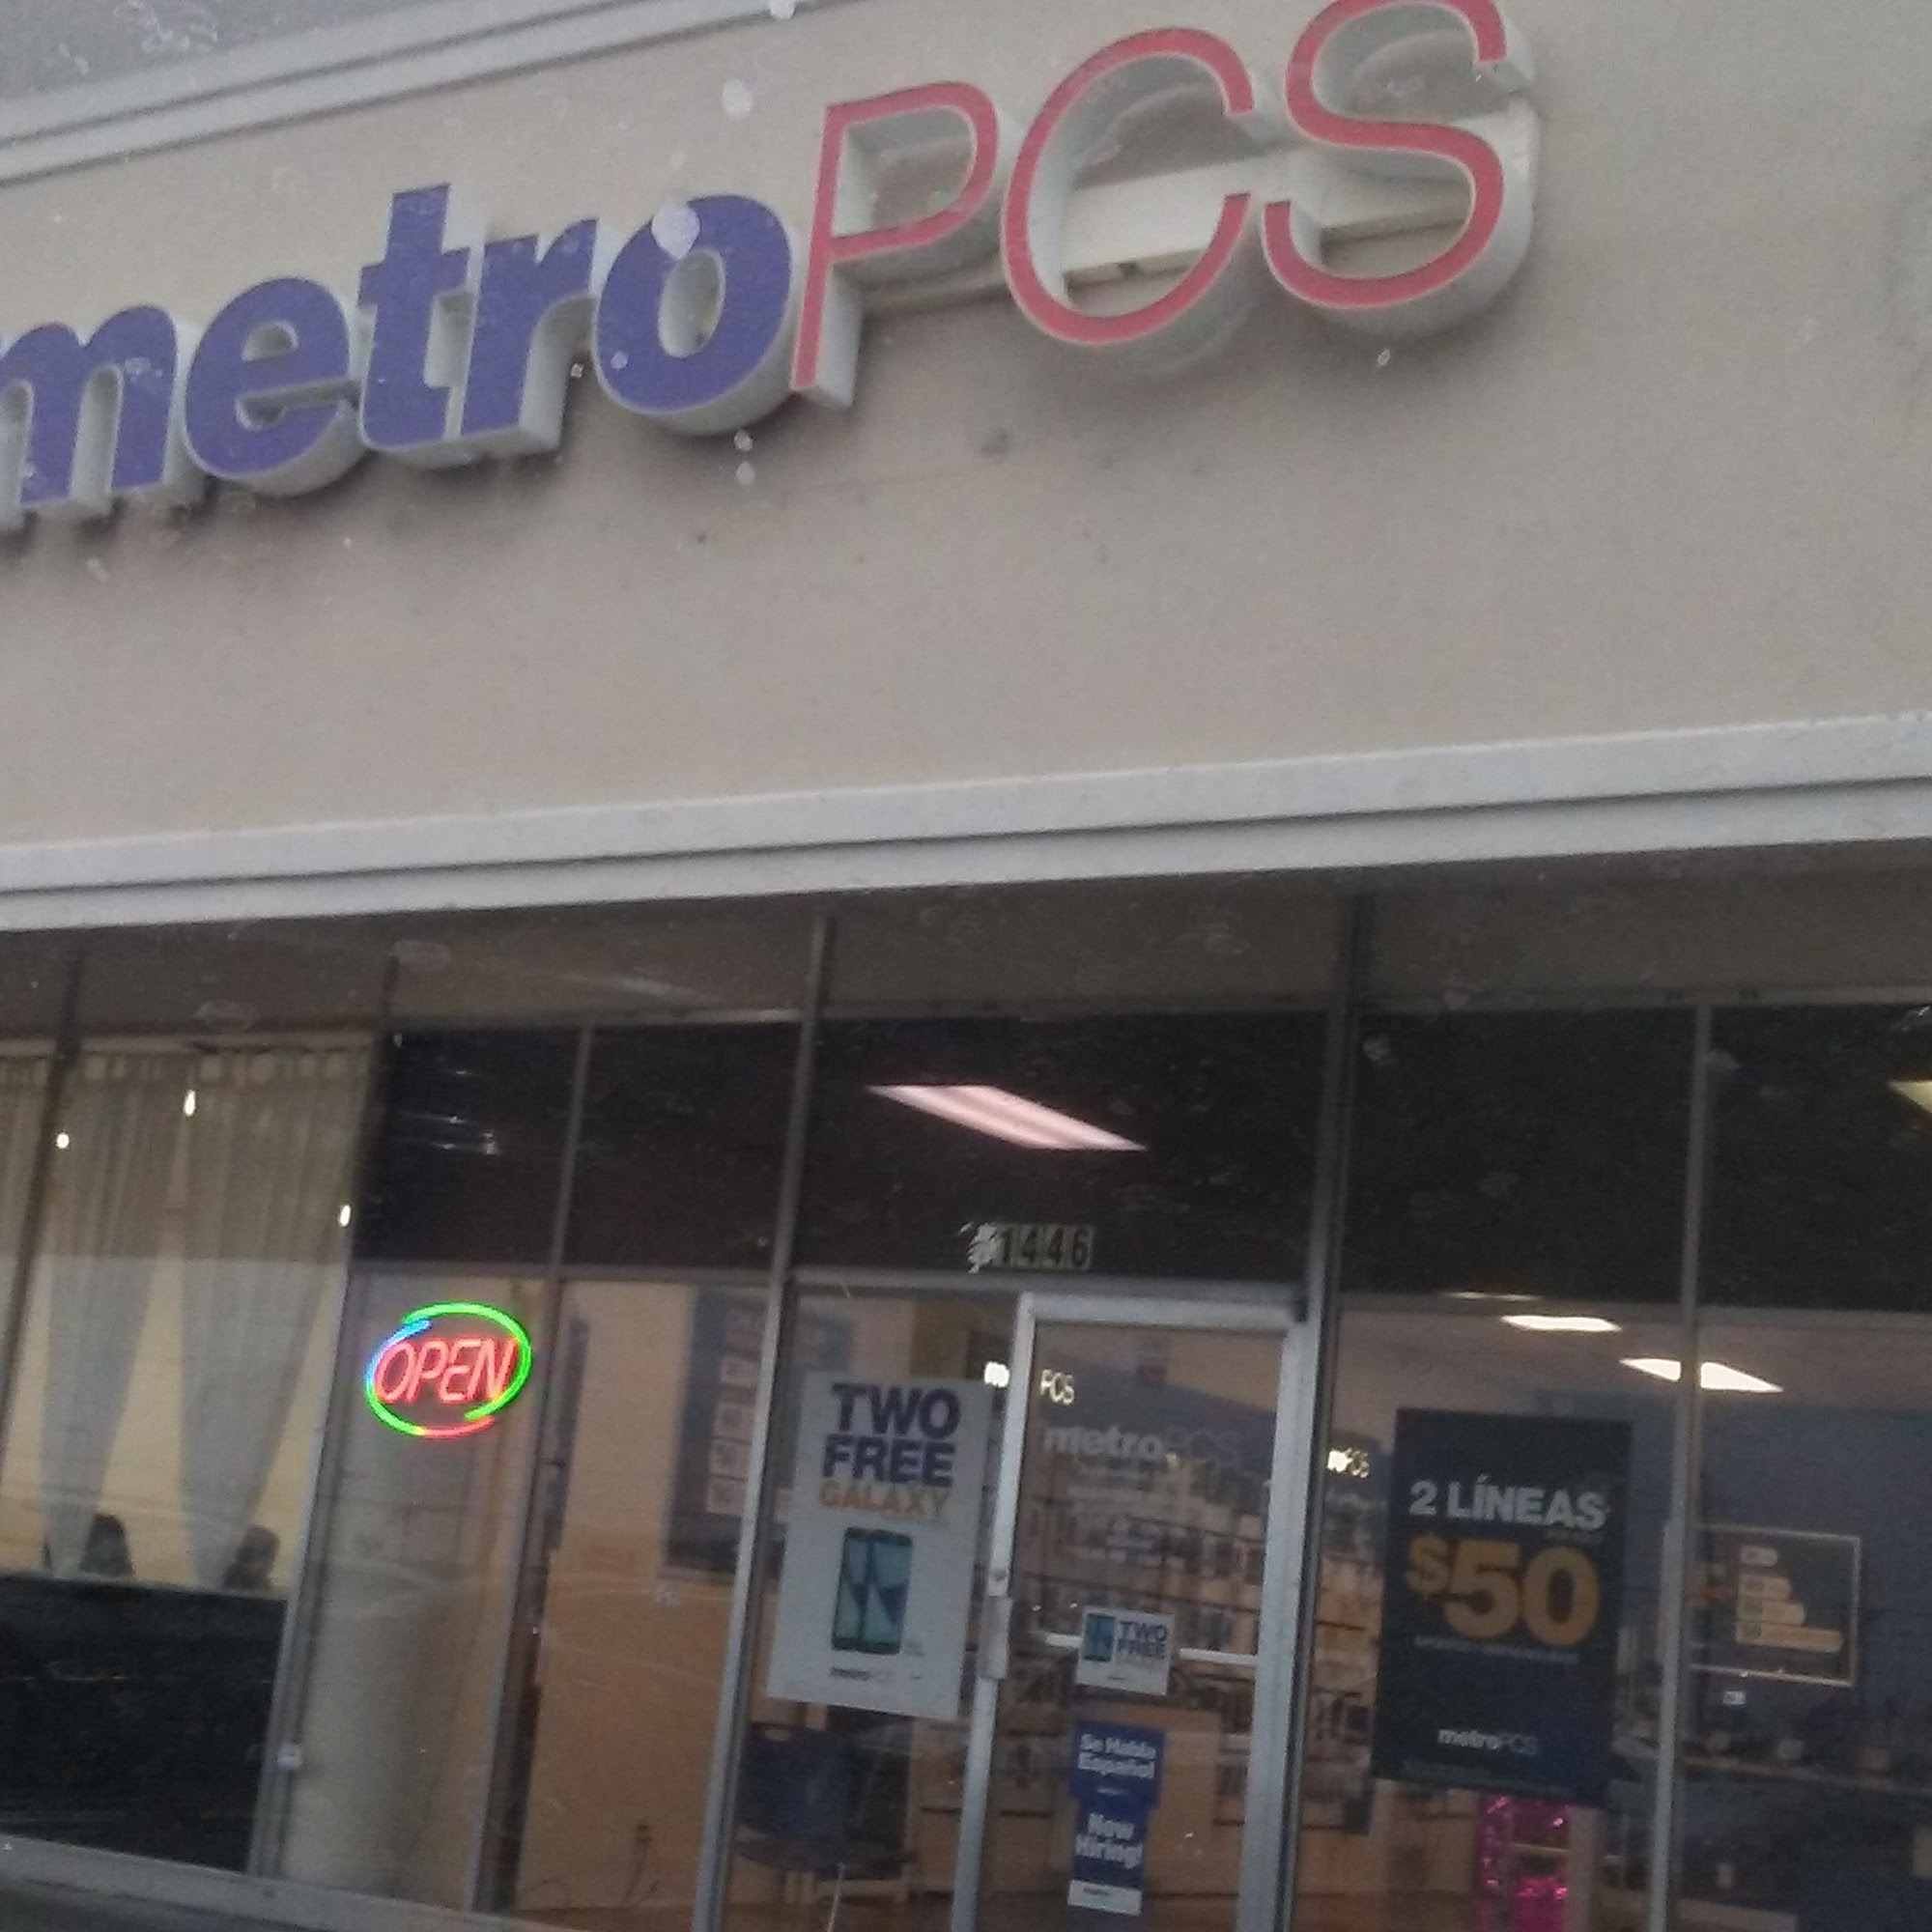 metroPCS
1446
OPEN
PCS
TWO
FREE
GALAXY
metroPCS
metroPCS
TWO
FREE
Se Habla
Español
Now
Hiring!
2 LÍNEAS
$50
metroPCS